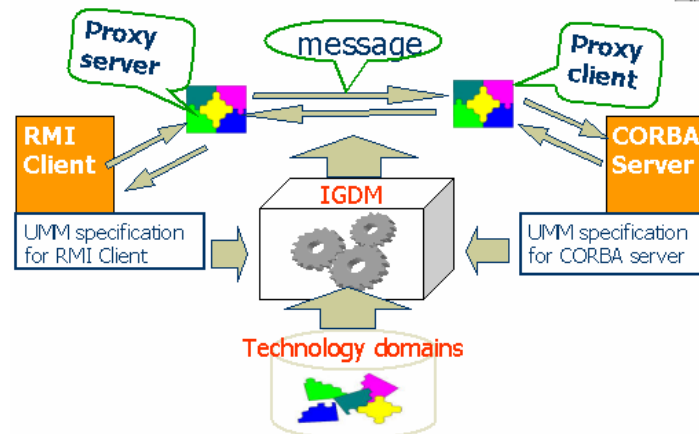 Proxy
server
message
Proxy
client
RMI
Client
CORBA
Server
IGDM
UMM specification
for RMI Client
UMM specification
for CORBA server
Technology domains